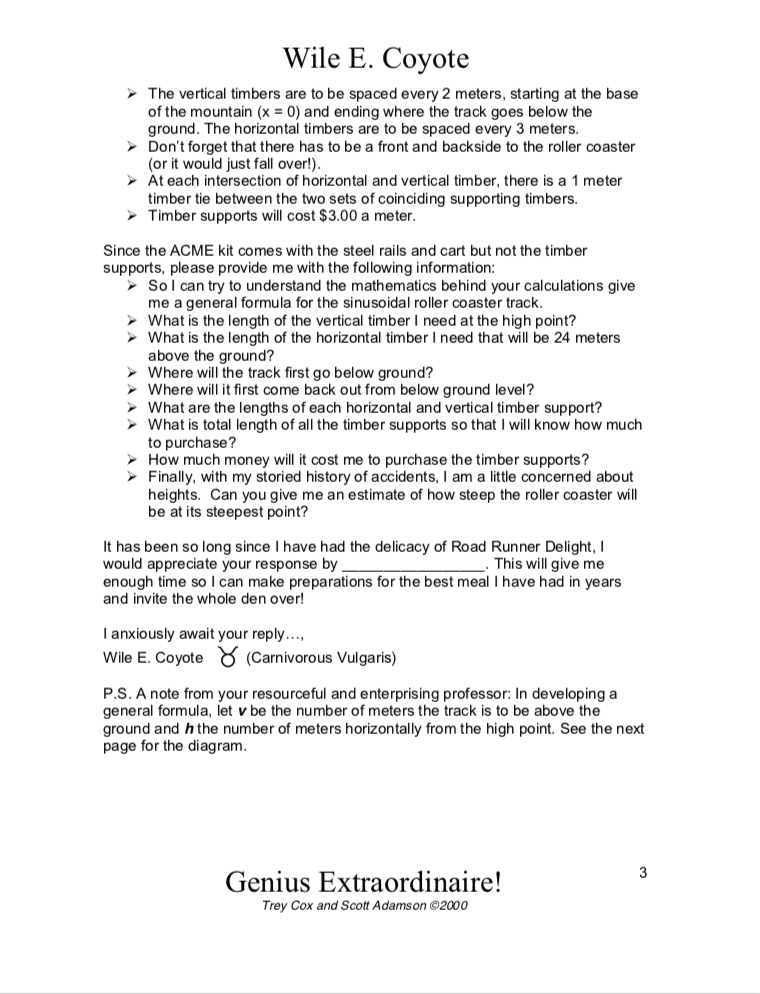 Wile E. Coyote
➢ The vertical timbers are to be spaced every 2 meters, starting at the base
of the mountain (x = 0) and ending where the track goes below the
ground. The horizontal timbers are to be spaced every 3 meters.
➢ Don't forget that there has to be a front and backside to the roller coaster
(or it would just fall over!).
➢ At each intersection of horizontal and vertical timber, there is a 1 meter
timber tie between the two sets of coinciding supporting timbers.
➢ Timber supports will cost $3.00 a meter.
Since the ACME kit comes with the steel rails and cart but not the timber
supports, please provide me with the following information:
➢ So I can try to understand the mathematics behind your calculations give
me a general formula for the sinusoidal roller coaster track.
➢ What is the length of the vertical timber I need at the high point?
➢ What is the length of the horizontal timber I need that will be 24 meters
above the ground?
➢ Where will the track first go below ground?
➢ Where will it first come back out from below ground level?
➢ What are the lengths of each horizontal and vertical timber support?
➢ What is total length of all the timber supports so that I will know how much
to purchase?
➢ How much money will it cost me to purchase the timber supports?
➢ Finally, with my storied history of accidents, I am a little concerned about
heights.  Can you give me an estimate of how steep the roller coaster will
be at its steepest point?
It has been so long since I have had the delicacy of Road Runner Delight, I
would appreciate your response by __________________. This will give me
enough time so I can make preparations for the best meal I have had in years
and invite the whole den over!
I anxiously await your reply…,
Wile E. Coyote ♉ (Carnivorous Vulgaris)
P.S. A note from your resourceful and enterprising professor: In developing a
general formula, let v be the number of meters the track is to be above the
ground and h the number of meters horizontally from the high point. See the next
page for the diagram.
3
Genius Extraordinaire!
Trey Cox and Scott Adamson ©2000